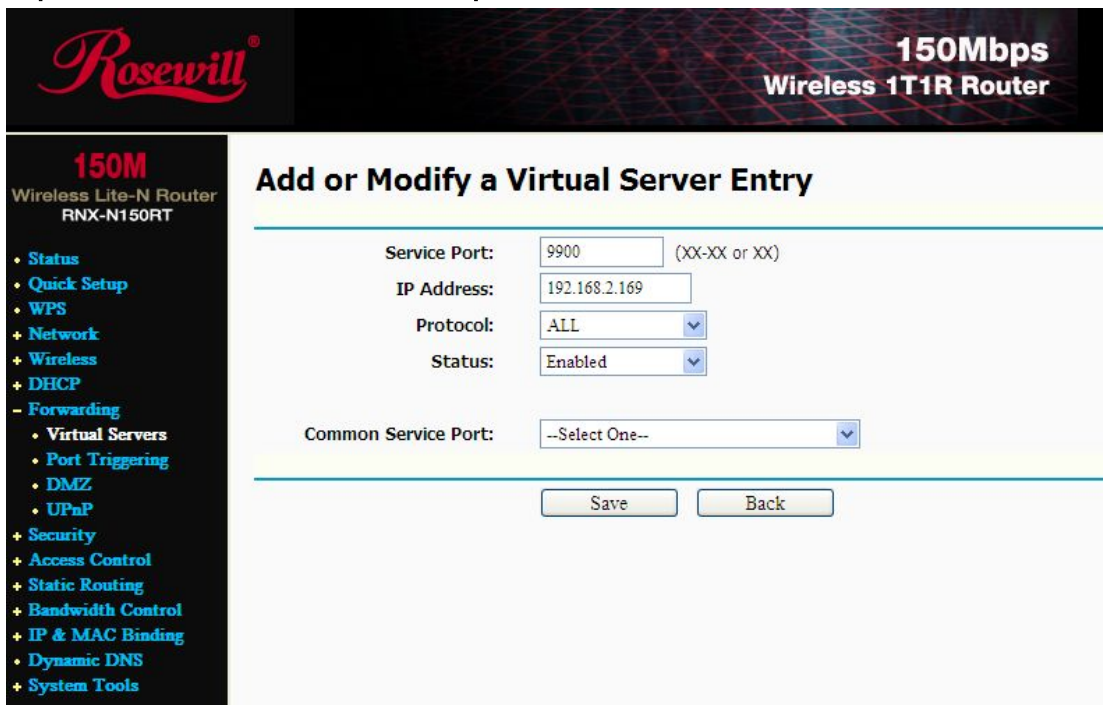 Rosewill®
150Mbps
Wireless 1T1R Router
150M
Wireless Lite-N Router
RNX-N150RT
Status
Quick Setup
WPS
Network
Wireless
DHCP
Forwarding
Virtual Servers
Port Triggering
DMZ
UPnP
Security
Access Control
Static Routing
Bandwidth Control
IP & MAC Binding
Dynamic DNS
System Tools
Add or Modify a Virtual Server Entry
Service Port: 9900 (XX-XX or XX)
IP Address: 192.168.2.169
Protocol: ALL
Status: Enabled
Common Service Port: --Select One--
Save Back